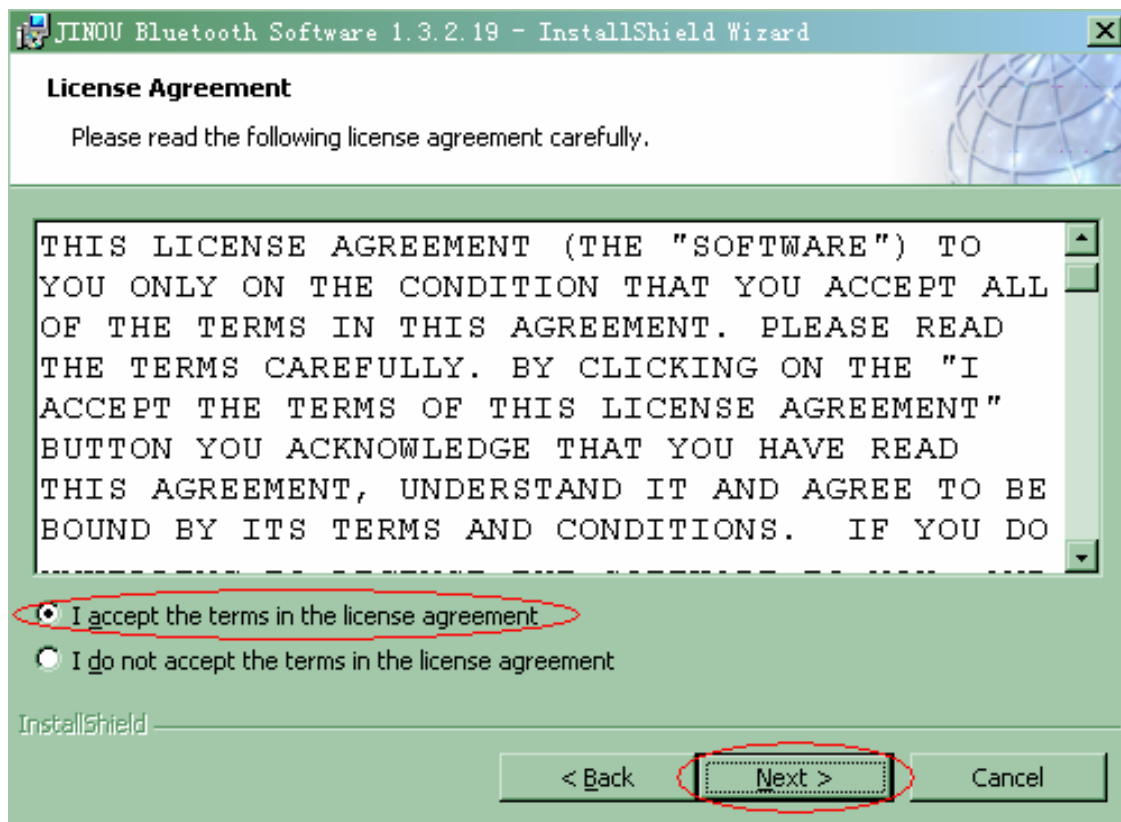 JINOU Bluetooth Software 1.3.2.19 - InstallShield Wizard
License Agreement
Please read the following license agreement carefully.
THIS LICENSE AGREEMENT (THE "SOFTWARE") TO
YOU ONLY ON THE CONDITION THAT YOU ACCEPT ALL
OF THE TERMS IN THIS AGREEMENT. PLEASE READ
THE TERMS CAREFULLY. BY CLICKING ON THE "I
ACCEPT THE TERMS OF THIS LICENSE AGREEMENT"
BUTTON YOU ACKNOWLEDGE THAT YOU HAVE READ
THIS AGREEMENT, UNDERSTAND IT AND AGREE TO BE
BOUND BY ITS TERMS AND CONDITIONS. IF YOU DO
I accept the terms in the license agreement
I do not accept the terms in the license agreement
InstallShield
< Back Next > Cancel